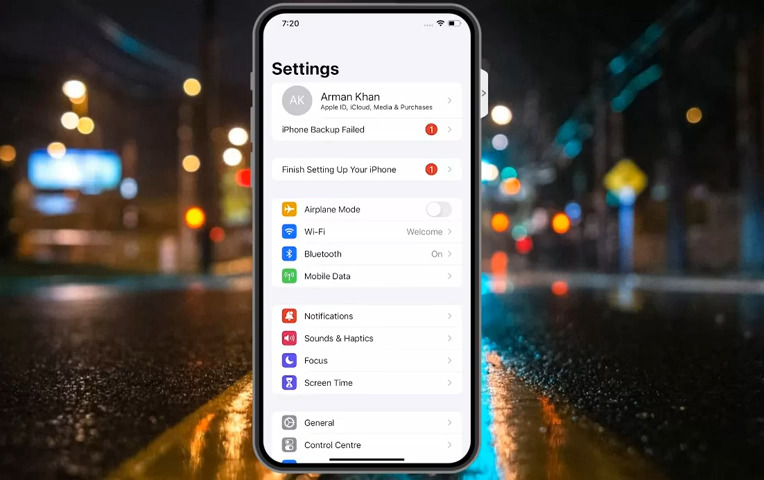 7:20
Settings
AK
Arman Khan
Apple ID, iCloud, Media & Purchases
iPhone Backup Failed 1
Finish Setting Up Your iPhone 1
Airplane Mode
Wi-Fi Welcome
Bluetooth On
Mobile Data
Notifications
Sounds & Haptics
Focus
Screen Time
General
Control Centre